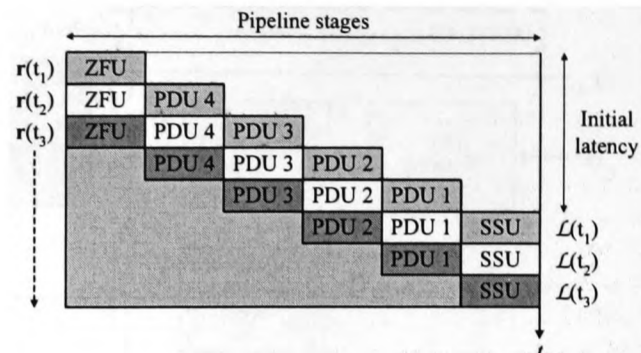 Pipeline stages
r(t₁) ZFU
r(t₂) ZFU PDU 4
r(t₃) ZFU PDU 4 PDU 3
Initial latency
PDU 4 PDU 3 PDU 2
PDU 3 PDU 2 PDU 1
PDU 2 PDU 1 SSU ℒ(t₁)
PDU 1 SSU ℒ(t₂)
SSU ℒ(t₃)
t